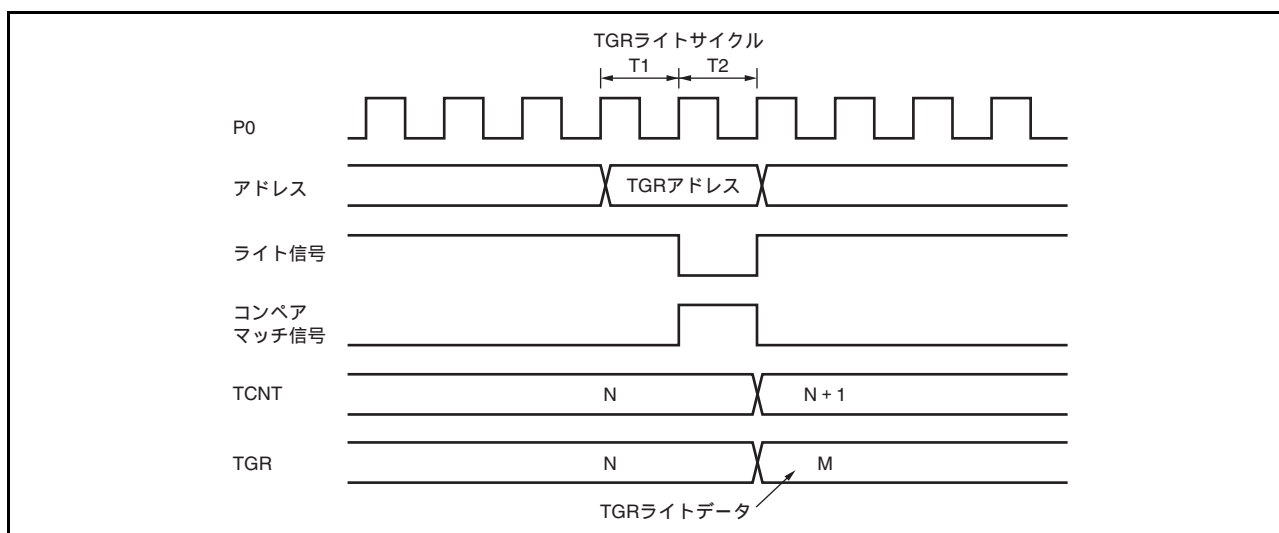 TGRライトサイクル
T1 T2
P0
アドレス TGRアドレス
ライト信号
コンペア
マッチ信号
TCNT N N + 1
TGR N M
TGRライトデータ